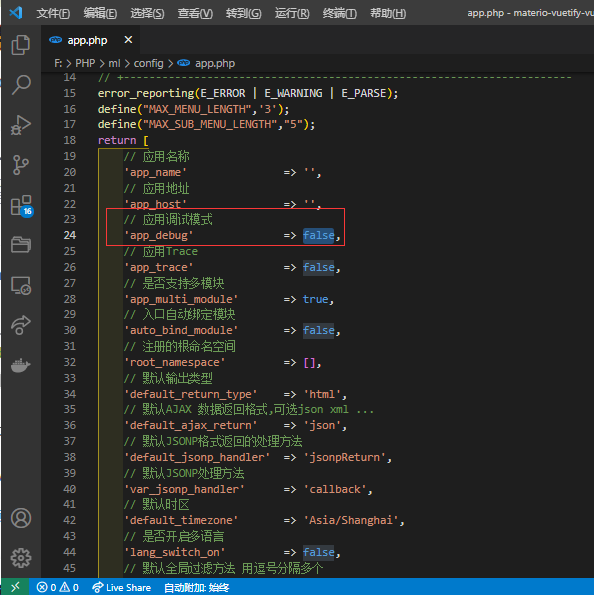 文件(F) 编辑(E) 选择(S) 查看(V) 转到(G) 运行(R) 终端(T) 帮助(H) app.php - materio-vuetify-vu
app.php
F: > PHP > ml > config > app.php
14 // +----------------------------------------------------------------------
15 error_reporting(E_ERROR | E_WARNING | E_PARSE);
16 define("MAX_MENU_LENGTH",'3');
17 define("MAX_SUB_MENU_LENGTH","5");
18 return [
19 // 应用名称
20 'app_name' => '',
21 // 应用地址
22 'app_host' => '',
23 // 应用调试模式
24 'app_debug' => false,
25 // 应用Trace
26 'app_trace' => false,
27 // 是否支持多模块
28 'app_multi_module' => true,
29 // 入口自动绑定模块
30 'auto_bind_module' => false,
31 // 注册的根命名空间
32 'root_namespace' => [],
33 // 默认输出类型
34 'default_return_type' => 'html',
35 // 默认AJAX 数据返回格式,可选json xml ...
36 'default_ajax_return' => 'json',
37 // 默认JSONP格式返回的处理方法
38 'default_jsonp_handler' => 'jsonpReturn',
39 // 默认JSONP处理方法
40 'var_jsonp_handler' => 'callback',
41 // 默认时区
42 'default_timezone' => 'Asia/Shanghai',
43 // 是否开启多语言
44 'lang_switch_on' => false,
45 // 默认全局过滤方法 用逗号分隔多个
16
0 0 Live Share 自动附加: 始终